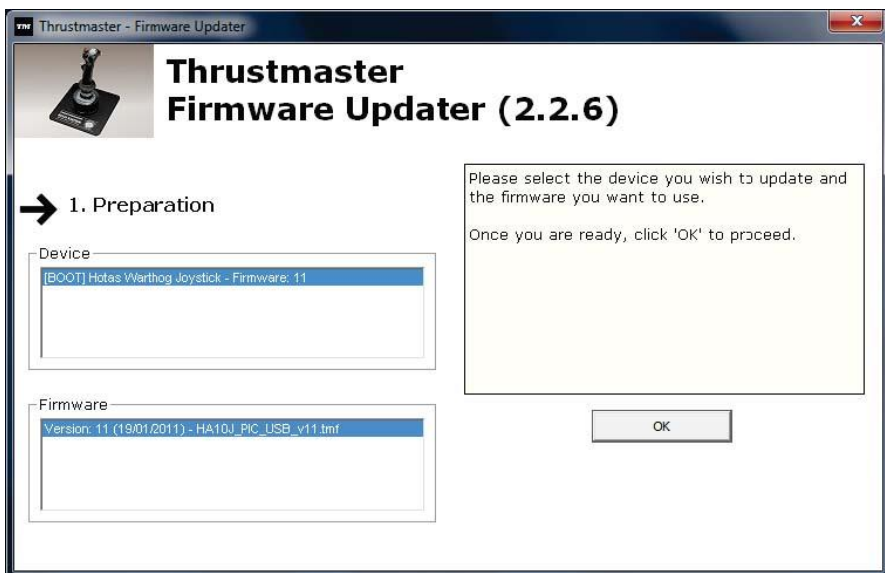 Thrustmaster - Firmware Updater
Thrustmaster
Firmware Updater (2.2.6)
1. Preparation
Device
[BOOT] Hotas Warthog Joystick - Firmware: 11
Firmware
Version: 11 (19/01/2011) - HA10J_PIC_USB_v11.tmf
Please select the device you wish to update and
the firmware you want to use.
Once you are ready, click 'OK' to proceed.
OK